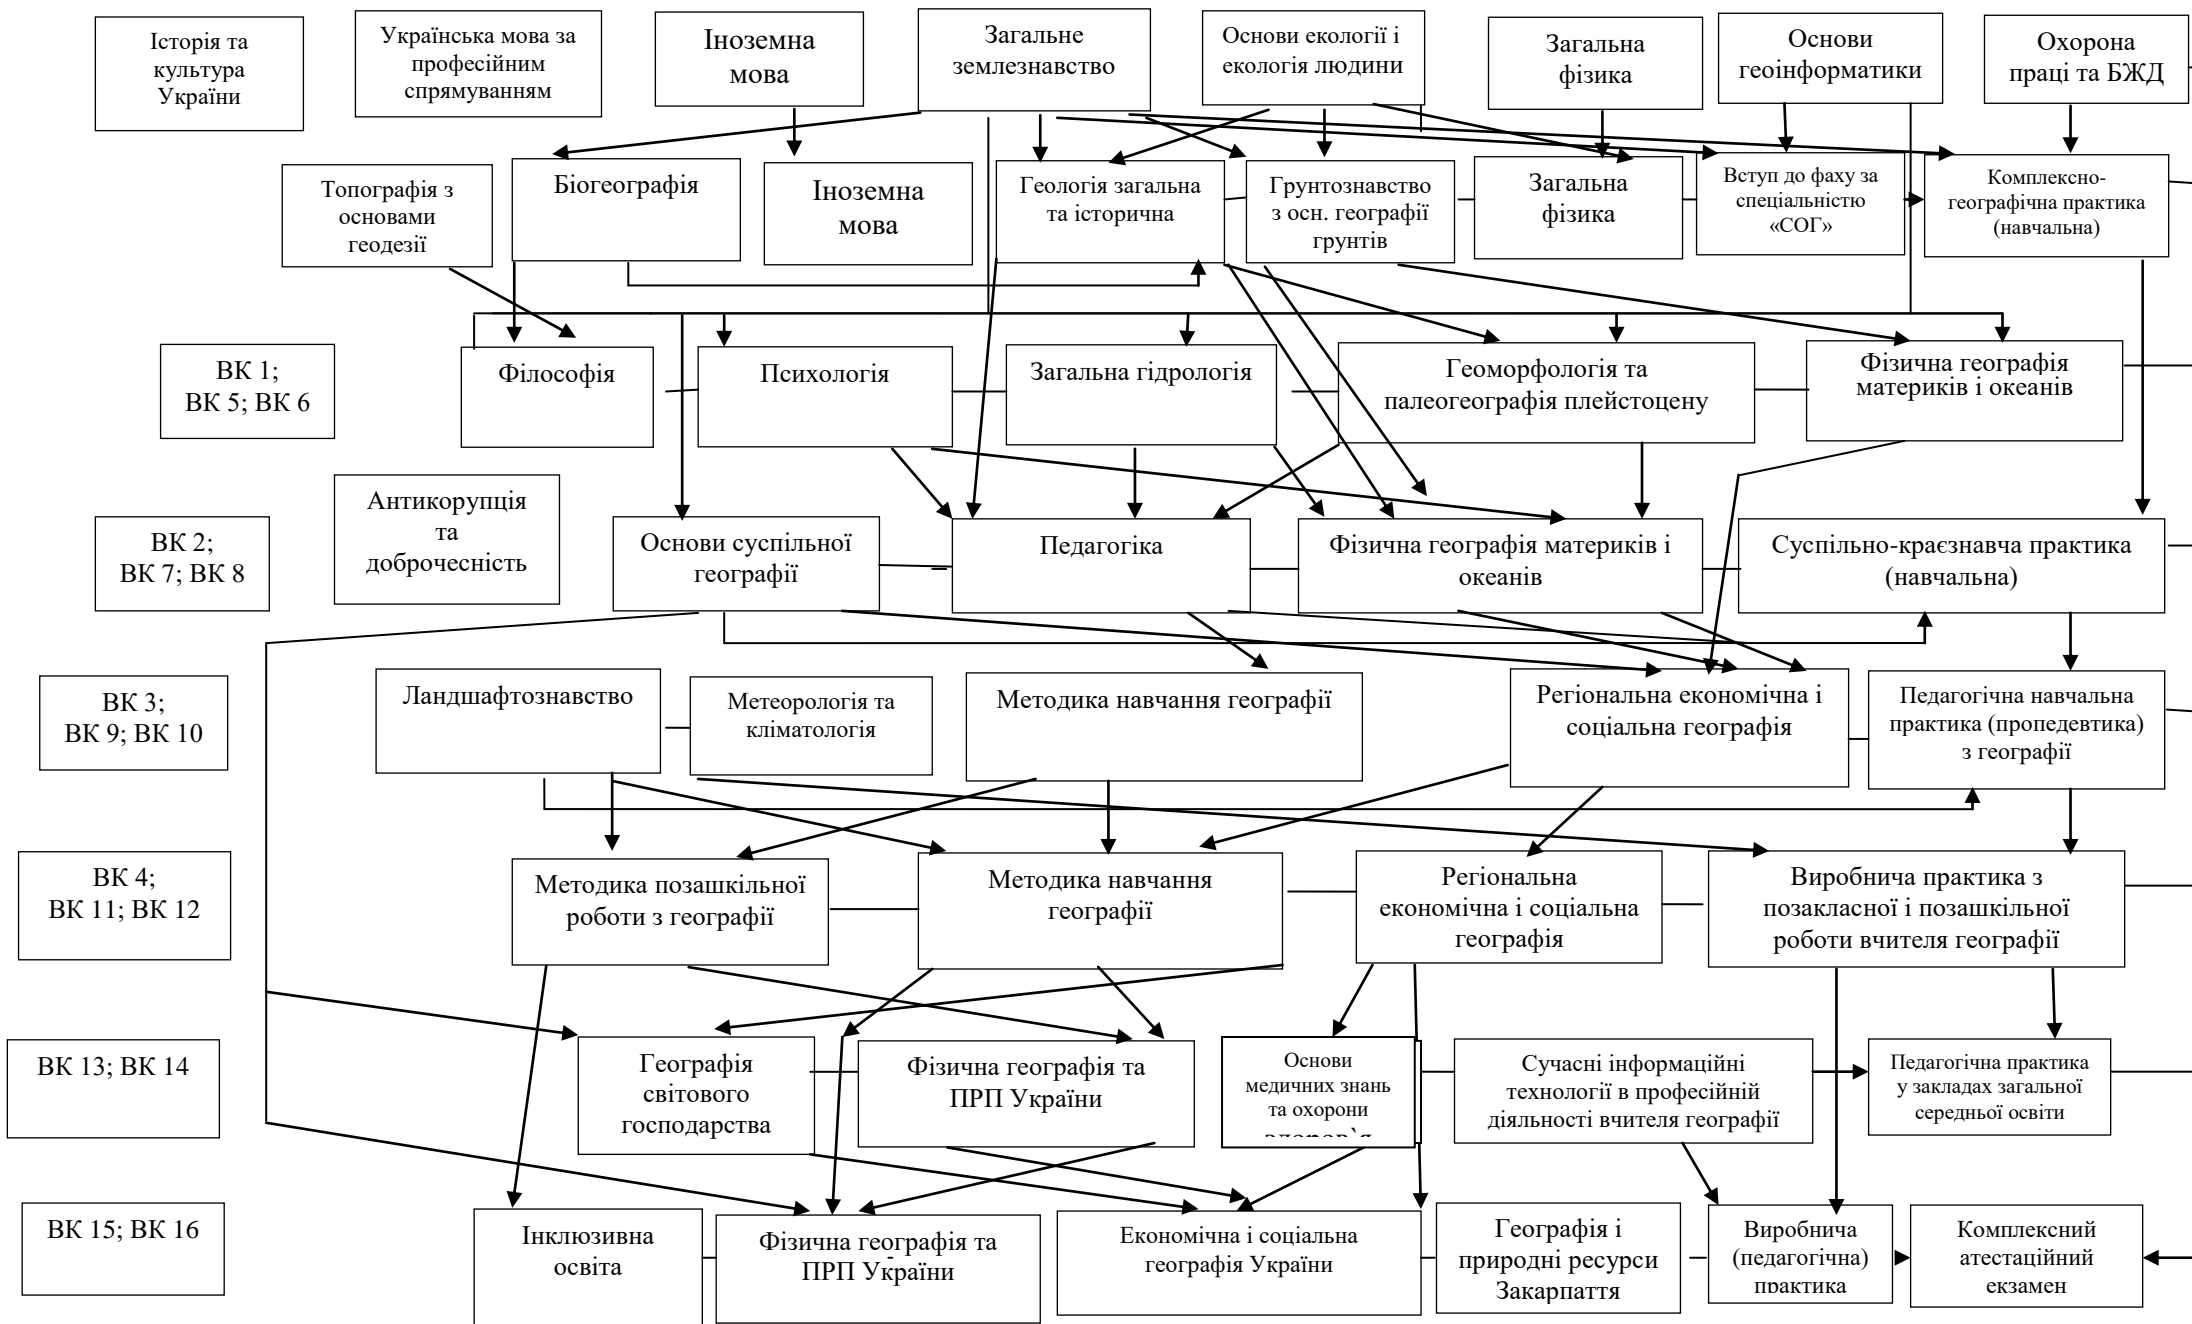 Історія та
культура
України
Українська мова за
професійним
спрямуванням
Іноземна
мова
Загальне
землезнавство
Основи екології і
екологія людини
Загальна
фізика
Основи
геоінформатики
Охорона
праці та БЖД
Топографія з
основами
геодезії
Біогеографія
Іноземна
мова
Геологія загальна
та історична
Грунтознавство
з осн. географії
грунтів
Загальна
фізика
Вступ до фаху за
спеціальністю
«СОГ»
Комплексно-
географічна практика
(навчальна)
ВК 1;
ВК 5; ВК 6
Філософія
Психологія
Загальна гідрологія
Геоморфологія та
палеогеографія плейстоцену
Фізична географія
материків і океанів
Антикорупція
та
доброчесність
ВК 2;
ВК 7; ВК 8
Основи суспільної
географії
Педагогіка
Фізична географія материків і
океанів
Суспільно-краєзнавча практика
(навчальна)
ВК 3;
ВК 9; ВК 10
Ландшафтознавство
Метеорологія та
кліматологія
Методика навчання географії
Регіональна економічна і
соціальна географія
Педагогічна навчальна
практика (пропедевтика)
з географії
ВК 4;
ВК 11; ВК 12
Методика позашкільної
роботи з географії
Методика навчання
географії
Регіональна
економічна і соціальна
географія
Виробнича практика з
позакласної і позашкільної
роботи вчителя географії
ВК 13; ВК 14
Географія
світового
господарства
Фізична географія та
ПРП України
Основи
медичних знань
та охорони
здоров`я
Сучасні інформаційні
технології в професійній
діяльності вчителя географії
Педагогічна практика
у закладах загальної
середньої освіти
ВК 15; ВК 16
Інклюзивна
освіта
Фізична географія та
ПРП України
Економічна і соціальна
географія України
Географія і
природні ресурси
Закарпаття
Виробнича
(педагогічна)
практика
Комплексний
атестаційний
екзамен